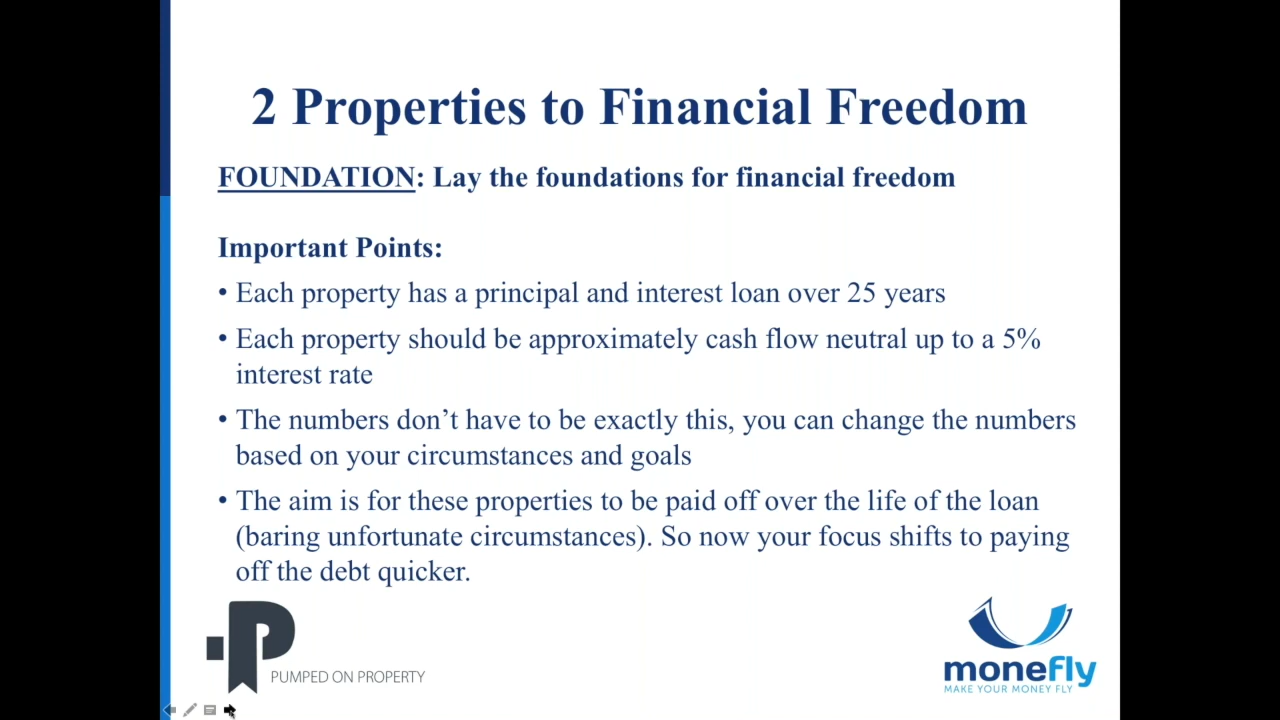 2 Properties to Financial Freedom
FOUNDATION: Lay the foundations for financial freedom
Important Points:
• Each property has a principal and interest loan over 25 years
• Each property should be approximately cash flow neutral up to a 5%
interest rate
• The numbers don’t have to be exactly this, you can change the numbers
based on your circumstances and goals
• The aim is for these properties to be paid off over the life of the loan
(baring unfortunate circumstances). So now your focus shifts to paying
off the debt quicker.
P
PUMPED ON PROPERTY
monefly
MAKE YOUR MONEY FLY